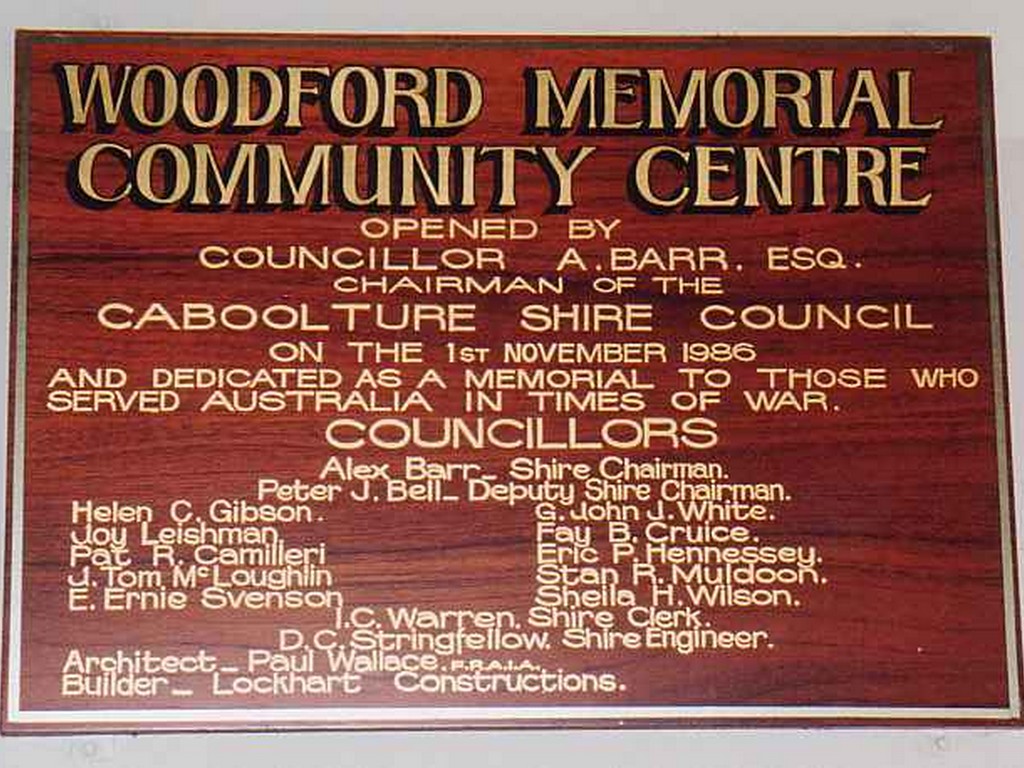 WOODFORD MEMORIAL
COMMUNITY CENTRE
OPENED BY
COUNCILLOR A. BARR. ESQ.
CHAIRMAN OF THE
CABOOLTURE SHIRE COUNCIL
ON THE 1ST NOVEMBER 1986
AND DEDICATED AS A MEMORIAL TO THOSE WHO
SERVED AUSTRALIA IN TIMES OF WAR.
COUNCILLORS
Alex Barr_ Shire Chairman.
Peter J. Bell_ Deputy Shire Chairman.
Helen C. Gibson. G. John J. White.
Joy Leishman. Fay B. Cruice.
Pat R. Camilleri Eric P. Hennessey.
J. Tom McLoughlin Stan R. Muldoon.
E. Ernie Svenson Sheila H. Wilson.
I.C. Warren. Shire Clerk.
D.C. Stringfellow. Shire Engineer.
Architect_ Paul Wallace. F.R.A.I.A.
Builder_ Lockhart Constructions.